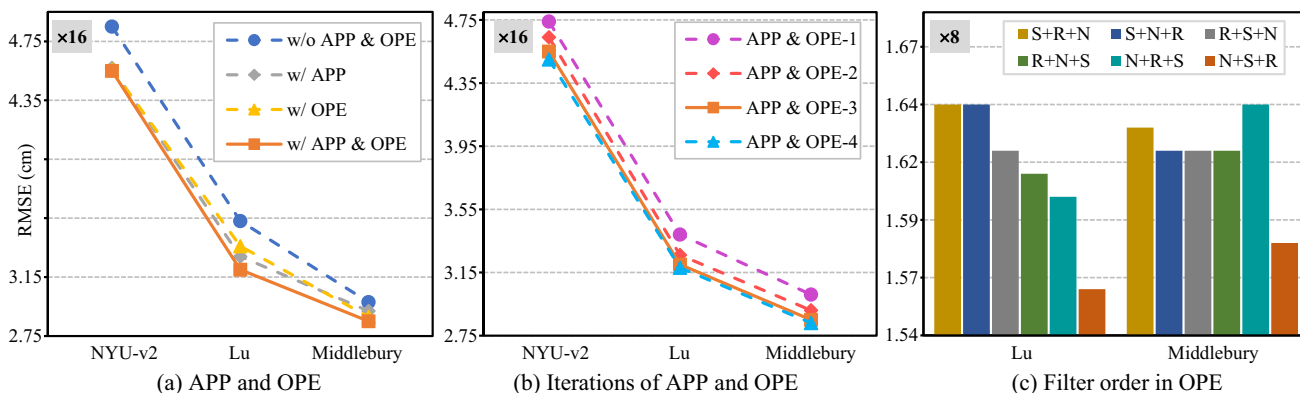 RMSE (cm)
4.75
4.35
3.15
2.75
×16
w/o APP & OPE
w/ APP
w/ OPE
w/ APP & OPE
NYU-v2 Lu Middlebury
(a) APP and OPE
4.75
4.35
3.95
3.55
3.15
2.75
×16
APP & OPE-1
APP & OPE-2
APP & OPE-3
APP & OPE-4
NYU-v2 Lu Middlebury
(b) Iterations of APP and OPE
1.67
1.64
1.62
1.59
1.57
1.54
×8
S+R+N S+N+R R+S+N
R+N+S N+R+S N+S+R
Lu Middlebury
(c) Filter order in OPE